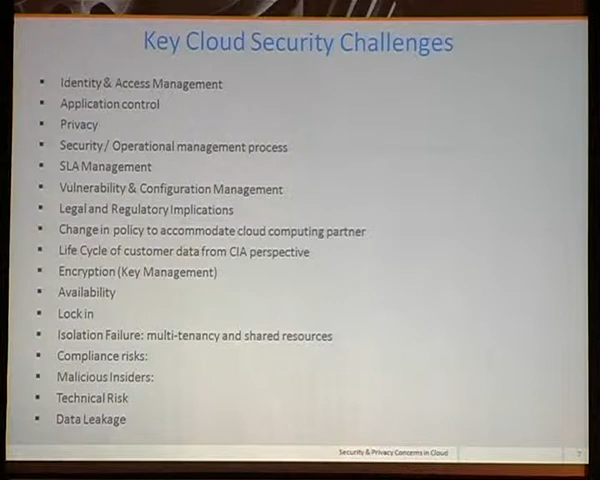 Key Cloud Security Challenges
▪ Identity & Access Management
▪ Application control
▪ Privacy
▪ Security / Operational management process
▪ SLA Management
▪ Vulnerability & Configuration Management
▪ Legal and Regulatory Implications
▪ Change in policy to accommodate cloud computing partner
▪ Life Cycle of customer data from CIA perspective
▪ Encryption (Key Management)
▪ Availability
▪ Lock in
▪ Isolation Failure: multi-tenancy and shared resources
▪ Compliance risks:
▪ Malicious Insiders:
▪ Technical Risk
▪ Data Leakage
Security & Privacy Concerns in Cloud
7